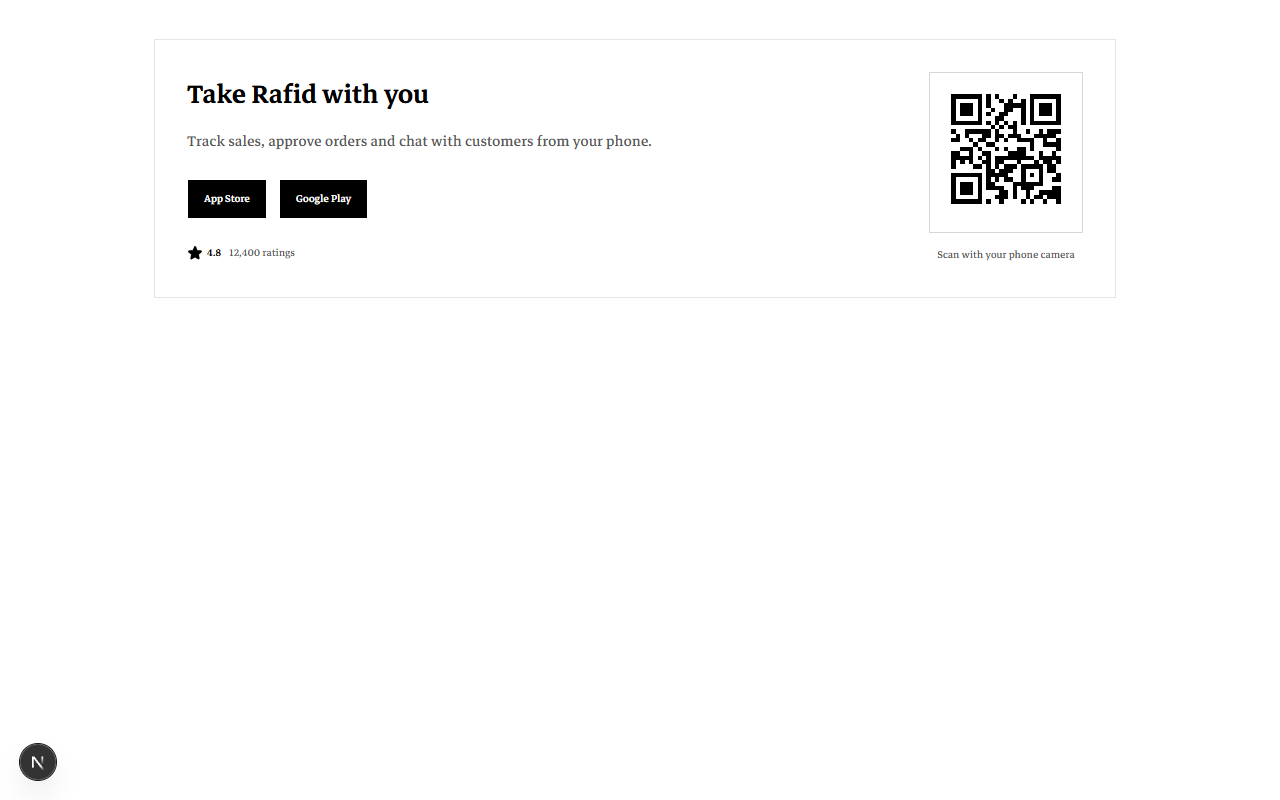 Take Rafid with you
Track sales, approve orders and chat with customers from your phone.
App Store
Google Play
4.8 12,400 ratings
Scan with your phone camera
N